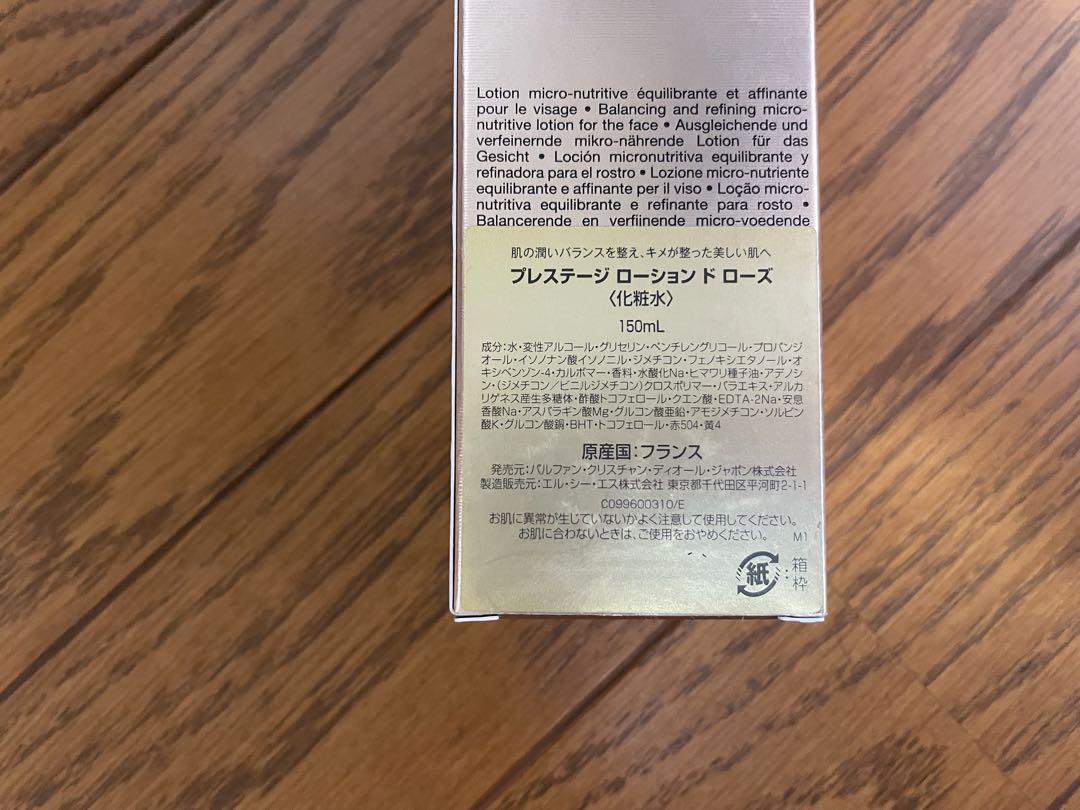 Lotion micro-nutritive équilibrante et affinante
pour le visage • Balancing and refining micro-
nutritive lotion for the face • Ausgleichende und
verfeinernde mikro-nährende Lotion für das
Gesicht • Loción micronutritiva equilibrante y
refinadora para el rostro • Lozione micro-nutriente
equilibrante e affinante per il viso • Loção micro-
nutritiva equilibrante e refinante para rosto •
Balancerende en verfiinende micro-voedende
肌の潤いバランスを整え、キメが整った美しい肌へ
プレステージ ローション ド ローズ
〈化粧水〉
150mL
成分:水・変性アルコール・グリセリン・ペンチレングリコール・プロパンジ
オール・イソノナン酸イソノニル・ジメチコン・フェノキシエタノール・オ
キシベンゾン-4・カルボマー・香料・水酸化Na・ヒマワリ種子油・アデノシ
ン・(ジメチコン/ビニルジメチコン)クロスポリマー・バラエキス・アルカ
リゲネス産生多糖体・酢酸トコフェロール・クエン酸・EDTA-2Na・安息
香酸Na・アスパラギン酸Mg・グルコン酸亜鉛・アモジメチコン・ソルビン
酸K・グルコン酸銅・BHT・トコフェロール・赤504・黄4
原産国:フランス
発売元:パルファン・クリスチャン・ディオール・ジャポン株式会社
製造販売元:エル・シー・エス株式会社 東京都千代田区平河町2-1-1
C099600310/E
お肌に異常が生じていないかよく注意して使用してください。
お肌に合わないときは、ご使用をおやめください。 M1
紙:箱
枠